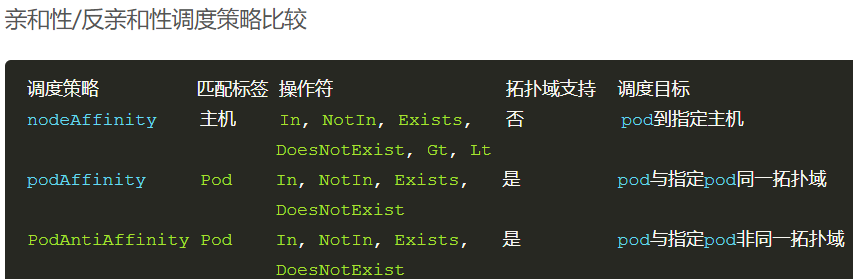 亲和性/反亲和性调度策略比较
调度策略 匹配标签 操作符 拓扑域支持 调度目标
nodeAffinity 主机 In, NotIn, Exists, 否 pod到指定主机
DoesNotExist, Gt, Lt
podAffinity Pod In, NotIn, Exists, 是 pod与指定pod同一拓扑域
DoesNotExist
PodAntiAffinity Pod In, NotIn, Exists, 是 pod与指定pod非同一拓扑域
DoesNotExist